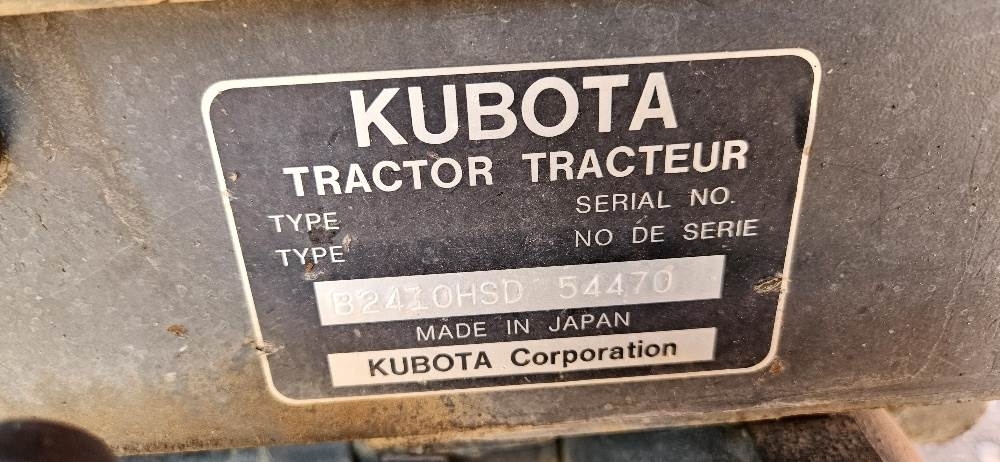 KUBOTA
TRACTOR TRACTEUR
TYPE SERIAL NO.
TYPE NO DE SERIE
B2410HSD 54470
MADE IN JAPAN
KUBOTA Corporation